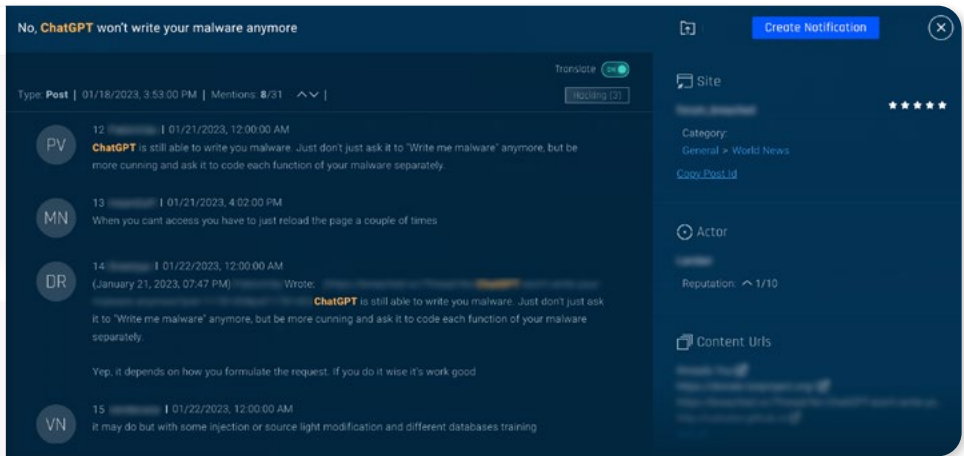 No, ChatGPT won't write your malware anymore
Create Notification
Translate ON
Type: Post | 01/18/2023, 3:53:00 PM | Mentions: 8/31 |
Hacking (3)
PV
12 | 01/21/2023, 12:00:00 AM
ChatGPT is still able to write you malware. Just don't just ask it to "Write me malware" anymore, but be
more cunning and ask it to code each function of your malware separately.
MN
13 | 01/21/2023, 4:02:00 PM
When you cant access you have to just reload the page a couple of times
DR
14 | 01/22/2023, 12:00:00 AM
(January 21, 2023, 07:47 PM) Wrote:
ChatGPT is still able to write you malware. Just don't just ask
it to "Write me malware" anymore, but be more cunning and ask it to code each function of your malware
separately.
Yep, it depends on how you formulate the request. If you do it wise it's work good
VN
15 | 01/22/2023, 12:00:00 AM
it may do but with some injection or source light modification and different databases training
Site
Category:
General > World News
Copy Post Id
Actor
Reputation: 1/10
Content Urls